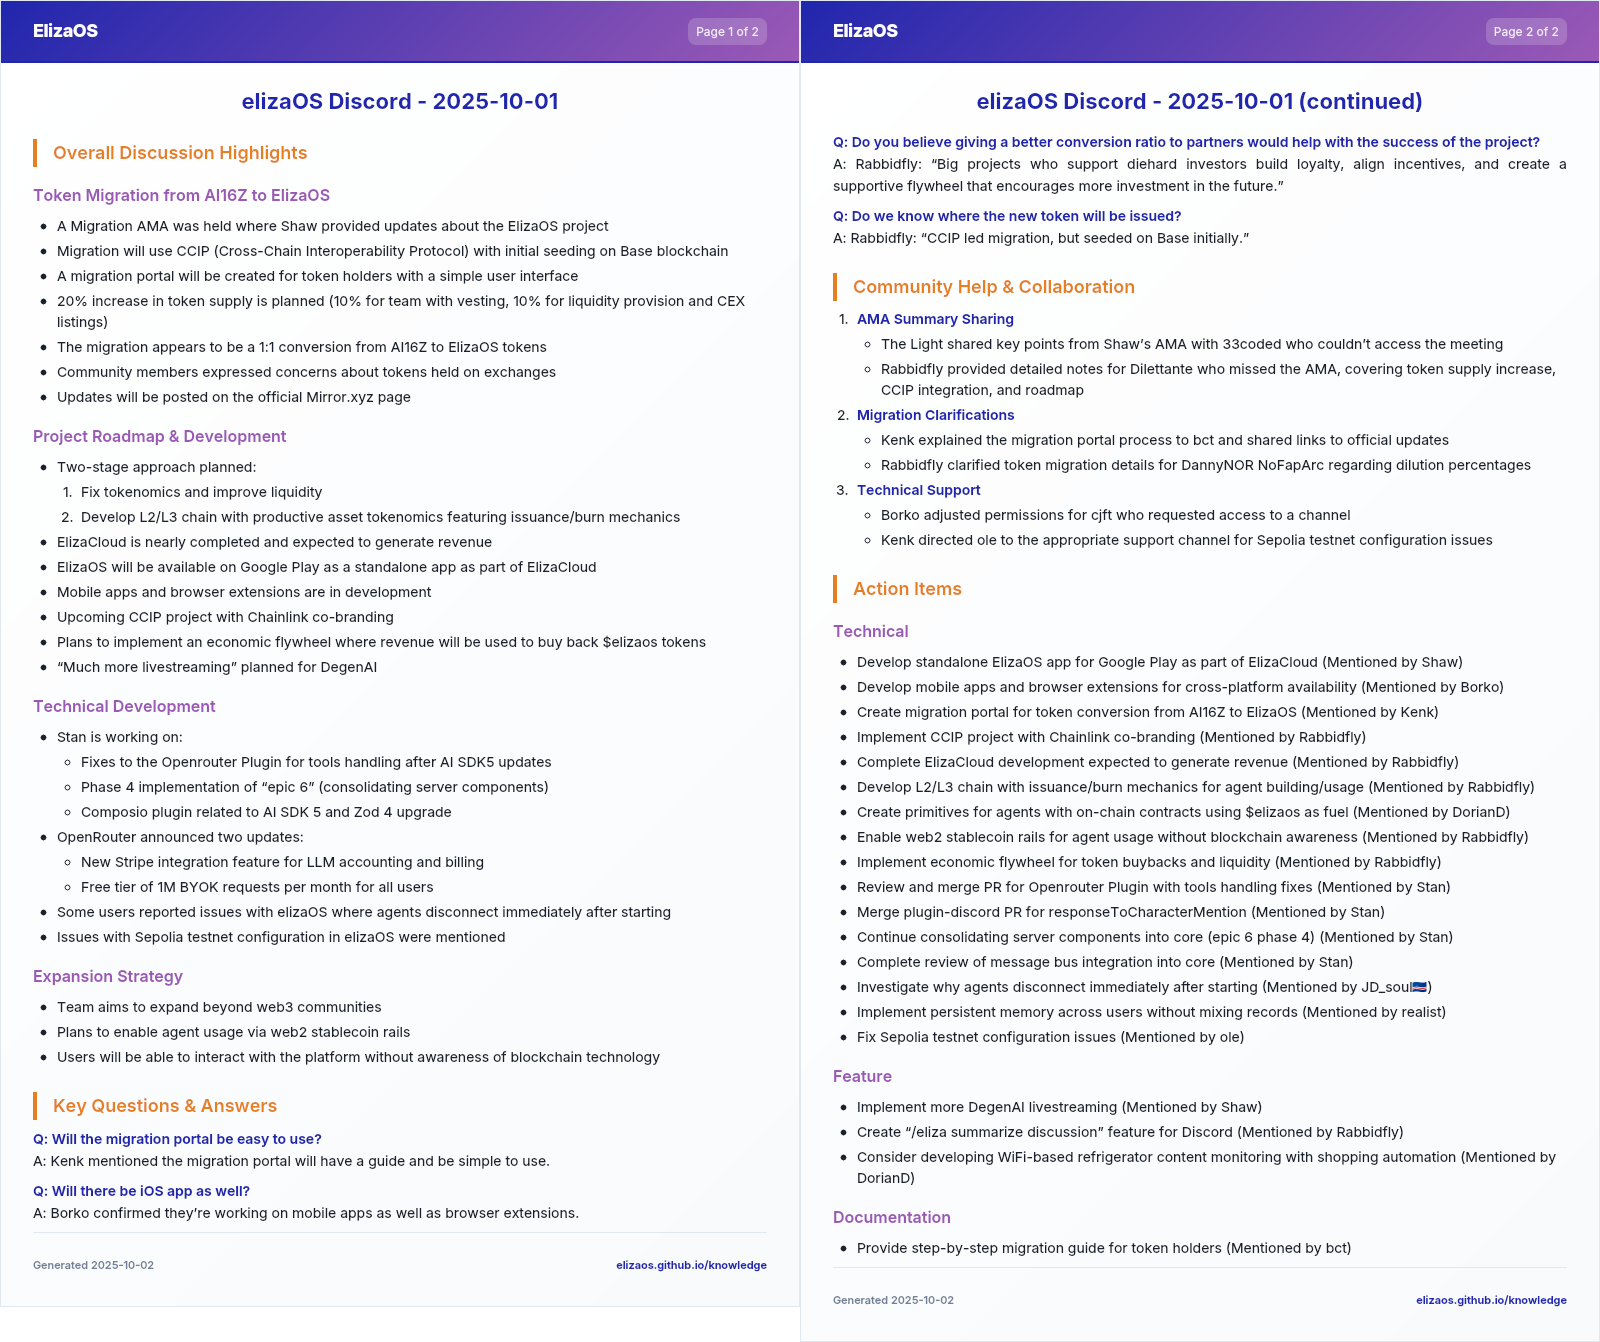 ElizaOS
Page 1 of 2
elizaOS Discord - 2025-10-01
Overall Discussion Highlights
Token Migration from AI16Z to ElizaOS
• A Migration AMA was held where Shaw provided updates about the ElizaOS project
• Migration will use CCIP (Cross-Chain Interoperability Protocol) with initial seeding on Base blockchain
• A migration portal will be created for token holders with a simple user interface
• 20% increase in token supply is planned (10% for team with vesting, 10% for liquidity provision and CEX
listings)
• The migration appears to be a 1:1 conversion from AI16Z to ElizaOS tokens
• Community members expressed concerns about tokens held on exchanges
• Updates will be posted on the official Mirror.xyz page
Project Roadmap & Development
• Two-stage approach planned:
1. Fix tokenomics and improve liquidity
2. Develop L2/L3 chain with productive asset tokenomics featuring issuance/burn mechanics
• ElizaCloud is nearly completed and expected to generate revenue
• ElizaOS will be available on Google Play as a standalone app as part of ElizaCloud
• Mobile apps and browser extensions are in development
• Upcoming CCIP project with Chainlink co-branding
• Plans to implement an economic flywheel where revenue will be used to buy back $elizaos tokens
• “Much more livestreaming” planned for DegenAI
Technical Development
• Stan is working on:
◦ Fixes to the Openrouter Plugin for tools handling after AI SDK5 updates
◦ Phase 4 implementation of “epic 6” (consolidating server components)
◦ Composio plugin related to AI SDK 5 and Zod 4 upgrade
• OpenRouter announced two updates:
◦ New Stripe integration feature for LLM accounting and billing
◦ Free tier of 1M BYOK requests per month for all users
• Some users reported issues with elizaOS where agents disconnect immediately after starting
• Issues with Sepolia testnet configuration in elizaOS were mentioned
Expansion Strategy
• Team aims to expand beyond web3 communities
• Plans to enable agent usage via web2 stablecoin rails
• Users will be able to interact with the platform without awareness of blockchain technology
Key Questions & Answers
Q: Will the migration portal be easy to use?
A: Kenk mentioned the migration portal will have a guide and be simple to use.
Q: Will there be iOS app as well?
A: Borko confirmed they’re working on mobile apps as well as browser extensions.
Generated 2025-10-02
elizaos.github.io/knowledge
ElizaOS
Page 2 of 2
elizaOS Discord - 2025-10-01 (continued)
Q: Do you believe giving a better conversion ratio to partners would help with the success of the project?
A: Rabbidfly: “Big projects who support diehard investors build loyalty, align incentives, and create a
supportive flywheel that encourages more investment in the future.”
Q: Do we know where the new token will be issued?
A: Rabbidfly: “CCIP led migration, but seeded on Base initially.”
Community Help & Collaboration
1. AMA Summary Sharing
◦ The Light shared key points from Shaw’s AMA with 33coded who couldn’t access the meeting
◦ Rabbidfly provided detailed notes for Dilettante who missed the AMA, covering token supply increase,
CCIP integration, and roadmap
2. Migration Clarifications
◦ Kenk explained the migration portal process to bct and shared links to official updates
◦ Rabbidfly clarified token migration details for DannyNOR NoFapArc regarding dilution percentages
3. Technical Support
◦ Borko adjusted permissions for cjft who requested access to a channel
◦ Kenk directed ole to the appropriate support channel for Sepolia testnet configuration issues
Action Items
Technical
• Develop standalone ElizaOS app for Google Play as part of ElizaCloud (Mentioned by Shaw)
• Develop mobile apps and browser extensions for cross-platform availability (Mentioned by Borko)
• Create migration portal for token conversion from AI16Z to ElizaOS (Mentioned by Kenk)
• Implement CCIP project with Chainlink co-branding (Mentioned by Rabbidfly)
• Complete ElizaCloud development expected to generate revenue (Mentioned by Rabbidfly)
• Develop L2/L3 chain with issuance/burn mechanics for agent building/usage (Mentioned by Rabbidfly)
• Create primitives for agents with on-chain contracts using $elizaos as fuel (Mentioned by DorianD)
• Enable web2 stablecoin rails for agent usage without blockchain awareness (Mentioned by Rabbidfly)
• Implement economic flywheel for token buybacks and liquidity (Mentioned by Rabbidfly)
• Review and merge PR for Openrouter Plugin with tools handling fixes (Mentioned by Stan)
• Merge plugin-discord PR for responseToCharacterMention (Mentioned by Stan)
• Continue consolidating server components into core (epic 6 phase 4) (Mentioned by Stan)
• Complete review of message bus integration into core (Mentioned by Stan)
• Investigate why agents disconnect immediately after starting (Mentioned by JD_soul🇨🇻)
• Implement persistent memory across users without mixing records (Mentioned by realist)
• Fix Sepolia testnet configuration issues (Mentioned by ole)
Feature
• Implement more DegenAI livestreaming (Mentioned by Shaw)
• Create “/eliza summarize discussion” feature for Discord (Mentioned by Rabbidfly)
• Consider developing WiFi-based refrigerator content monitoring with shopping automation (Mentioned by
DorianD)
Documentation
• Provide step-by-step migration guide for token holders (Mentioned by bct)
Generated 2025-10-02
elizaos.github.io/knowledge